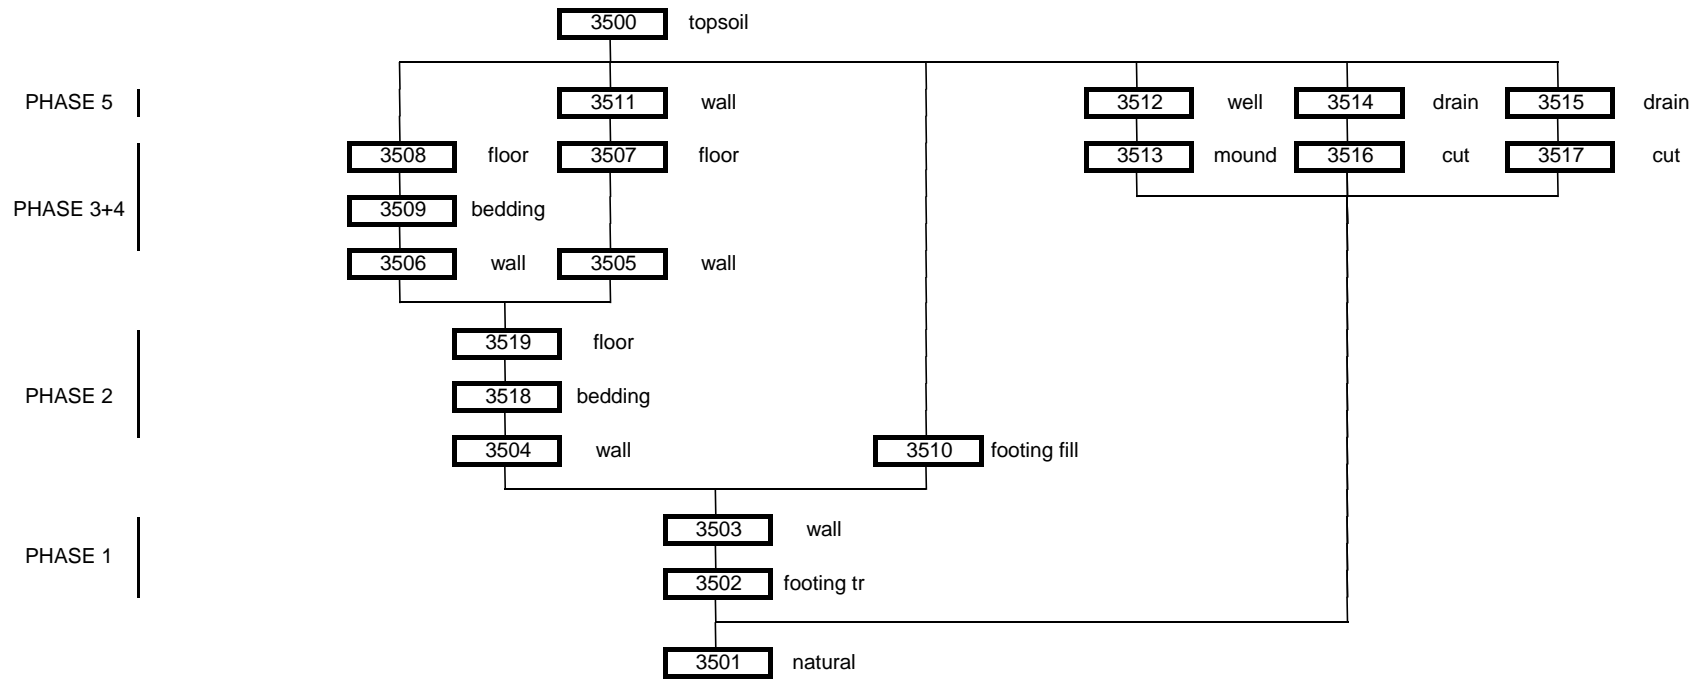 3500 topsoil
PHASE 5 3511 wall 3512 well 3514 drain 3515 drain
3508 floor 3507 floor 3513 mound 3516 cut 3517 cut
PHASE 3+4 3509 bedding
3506 wall 3505 wall
3519 floor
PHASE 2 3518 bedding
3504 wall 3510 footing fill
3503 wall
PHASE 1
3502 footing tr
3501 natural